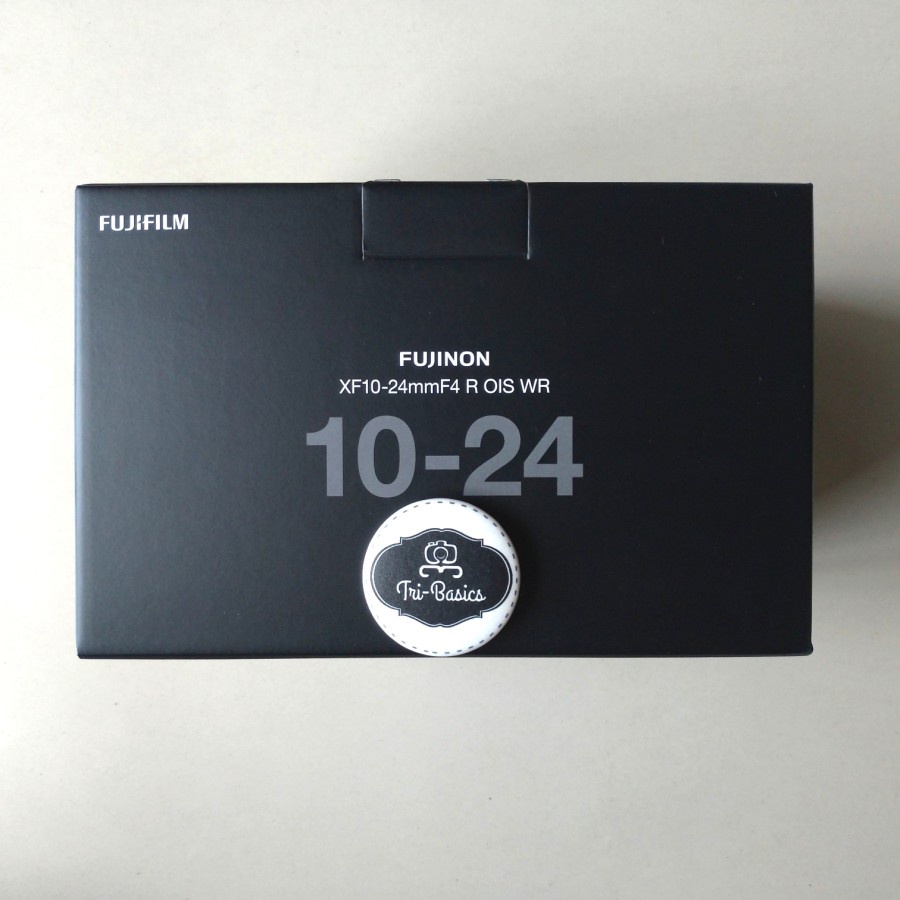 FUJIFILM
FUJINON
XF10-24mmF4 R OIS WR
10-24
Tri-Basics